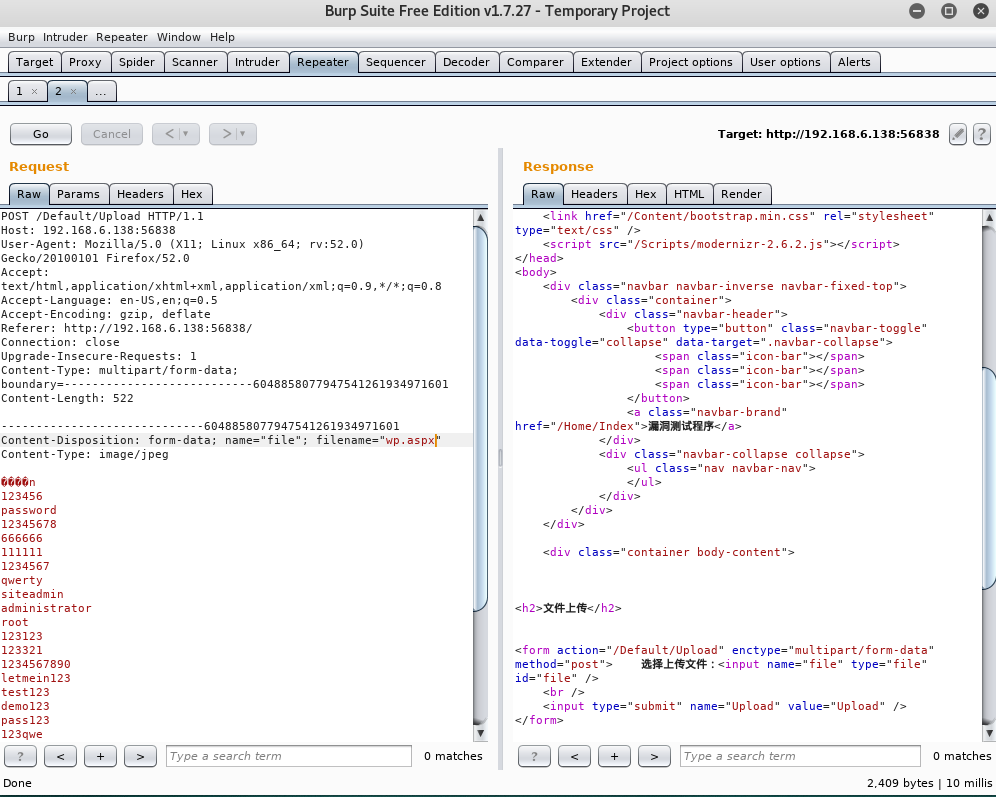 Burp Suite Free Edition v1.7.27 - Temporary Project
Burp Intruder Repeater Window Help
Target Proxy Spider Scanner Intruder Repeater Sequencer Decoder Comparer Extender Project options User options Alerts
1 × 2 × ...
Go Cancel < ▼ > ▼ Target: http://192.168.6.138:56838 ?
Request
Raw Params Headers Hex
POST /Default/Upload HTTP/1.1
Host: 192.168.6.138:56838
User-Agent: Mozilla/5.0 (X11; Linux x86_64; rv:52.0)
Gecko/20100101 Firefox/52.0
Accept:
text/html,application/xhtml+xml,application/xml;q=0.9,*/*;q=0.8
Accept-Language: en-US,en;q=0.5
Accept-Encoding: gzip, deflate
Referer: http://192.168.6.138:56838/
Connection: close
Upgrade-Insecure-Requests: 1
Content-Type: multipart/form-data;
boundary=---------------------------60488580779475412619349716​01
Content-Length: 522
-----------------------------6048858077947541261934971601
Content-Disposition: form-data; name="file"; filename="wp.aspx"
Content-Type: image/jpeg
����n
123456
password
12345678
666666
111111
1234567
qwerty
siteadmin
administrator
root
123123
123321
1234567890
letmein123
test123
demo123
pass123
123qwe
? < + > Type a search term 0 matches
Response
Raw Headers Hex HTML Render
<link href="/Content/bootstrap.min.css" rel="stylesheet"
type="text/css" />
<script src="/Scripts/modernizr-2.6.2.js"></script>
</head>
<body>
<div class="navbar navbar-inverse navbar-fixed-top">
<div class="container">
<div class="navbar-header">
<button type="button" class="navbar-toggle"
data-toggle="collapse" data-target=".navbar-collapse">
<span class="icon-bar"></span>
<span class="icon-bar"></span>
<span class="icon-bar"></span>
</button>
<a class="navbar-brand"
href="/Home/Index">漏洞测试程序</a>
</div>
<div class="navbar-collapse collapse">
<ul class="nav navbar-nav">
</ul>
</div>
</div>
</div>
<div class="container body-content">
<h2>文件上传</h2>
<form action="/Default/Upload" enctype="multipart/form-data"
method="post"> 选择上传文件：<input name="file" type="file"
id="file" />
<br />
<input type="submit" name="Upload" value="Upload" />
</form>
? < + > Type a search term 0 matches
Done 2,409 bytes | 10 millis